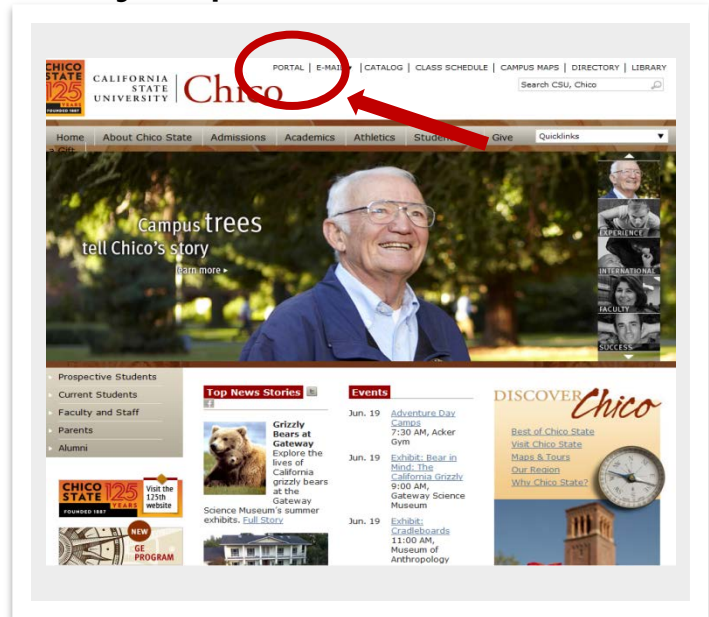 PORTAL | E-MAIL ▾ | CATALOG | CLASS SCHEDULE | CAMPUS MAPS | DIRECTORY | LIBRARY
CHICO
STATE
125
YEARS
FOUNDED 1887
CALIFORNIA
STATE
UNIVERSITY
Chico
Search CSU, Chico
Home About Chico State Admissions Academics Athletics Student Give
a Gift
Quicklinks
Campus trees
tell Chico's story
learn more ▸
EXPERIENCE
INTERNATIONAL
FACULTY
SUCCESS
Prospective Students
Current Students
Faculty and Staff
Parents
Alumni
CHICO
STATE 125
YEARS
FOUNDED 1887
Visit the
125th
website
NEW
GE
PROGRAM
Top News Stories
Grizzly
Bears at
Gateway
Explore the
lives of
California
grizzly bears
at the
Gateway
Science Museum's summer
exhibits. Full Story
Events
Jun. 19 Adventure Day
Camps
7:30 AM, Acker
Gym
Jun. 19 Exhibit: Bear in
Mind: The
California Grizzly
9:00 AM,
Gateway Science
Museum
Jun. 19 Exhibit:
Cradleboards
11:00 AM,
Museum of
Anthropology
DISCOVER Chico
Best of Chico State
Visit Chico State
Maps & Tours
Our Region
Why Chico State?